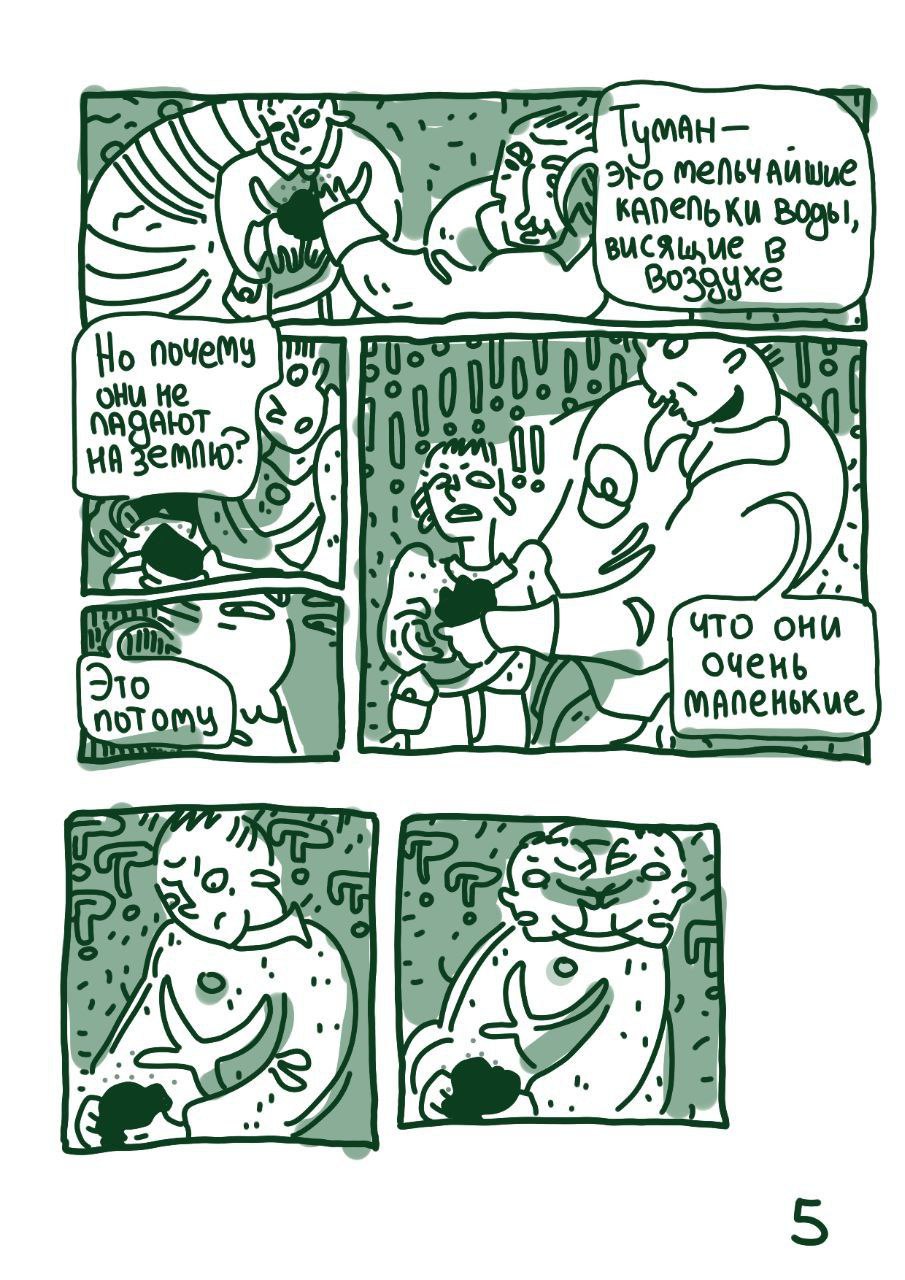 Туман—
это мельчайшие
капельки воды,
висящие в
воздухе
Но почему
они не
падают
на землю?
Это
потому
что они
очень
маленькие
5